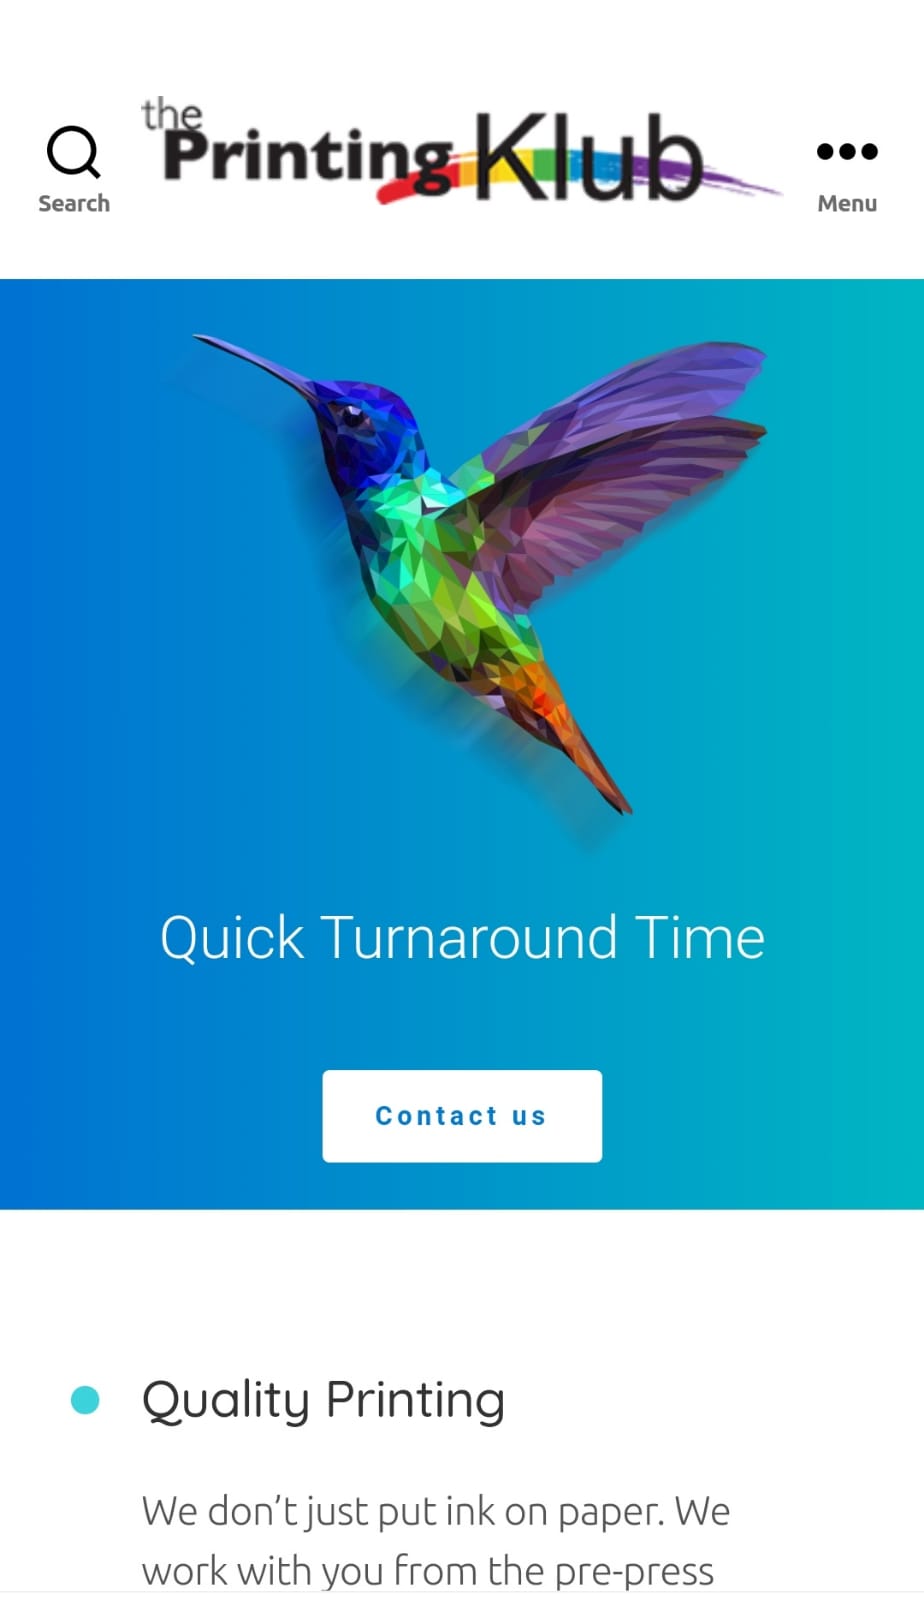 the
Printing Klub
Search
Menu
Quick Turnaround Time
Contact us
Quality Printing
We don’t just put ink on paper. We
work with you from the pre-press